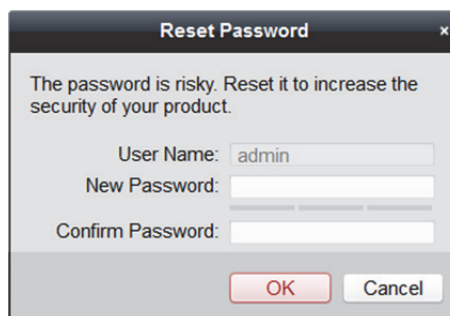 Reset Password ×
The password is risky. Reset it to increase the
security of your product.
User Name: admin
New Password:
Confirm Password:
OK Cancel